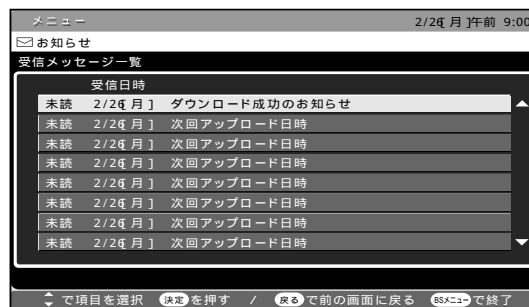 メニュー 2/26[月]午前 9:00
お知らせ
受信メッセージ一覧
受信日時
未読 2/26[月] ダウンロード成功のお知らせ
未読 2/26[月] 次回アップロード日時
未読 2/26[月] 次回アップロード日時
未読 2/26[月] 次回アップロード日時
未読 2/26[月] 次回アップロード日時
未読 2/26[月] 次回アップロード日時
未読 2/26[月] 次回アップロード日時
未読 2/26[月] 次回アップロード日時
で項目を選択 決定を押す / 戻るで前の画面に戻る BSメニューで終了